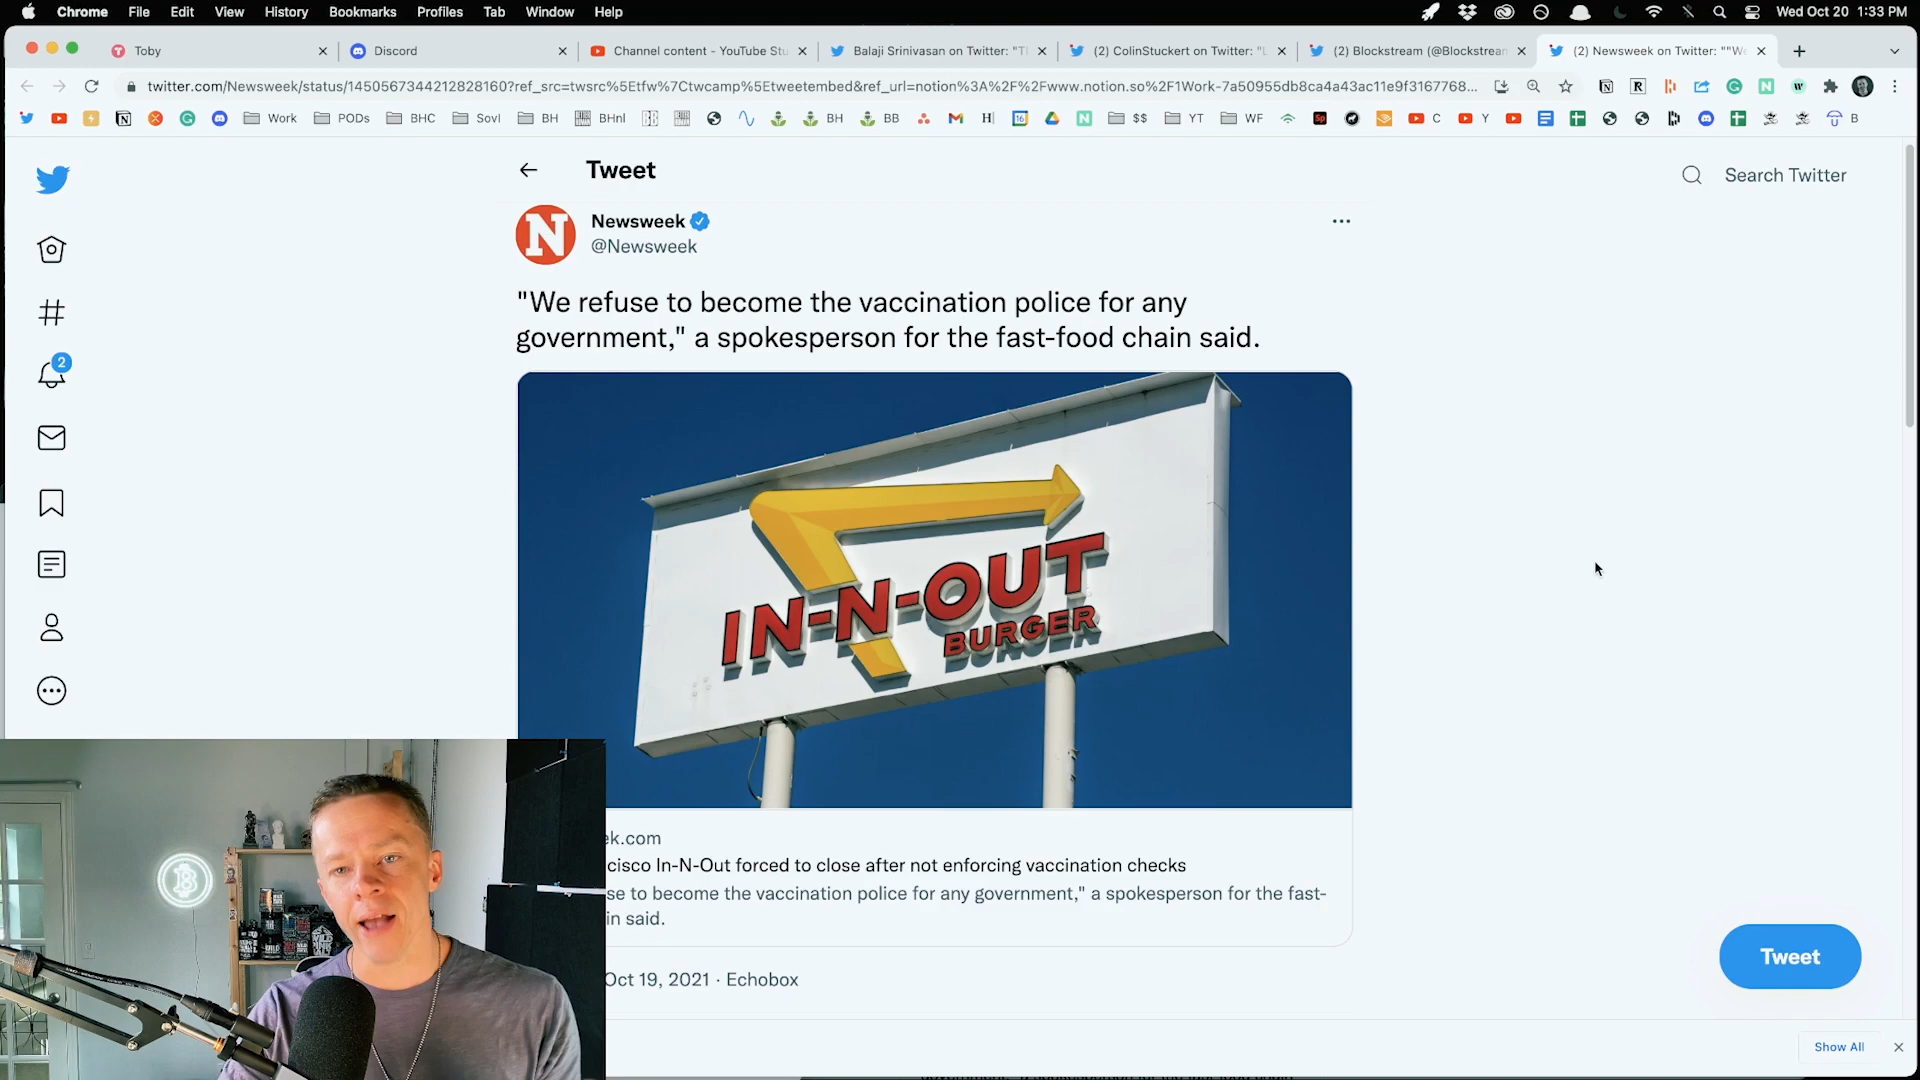 Chrome File Edit View History Bookmarks Profiles Tab Window Help Wed Oct 20 1:33 PM
Toby Discord Channel content - YouTube Stu Balaji Srinivasan on Twitter: "Tl (2) ColinStuckert on Twitter: "L (2) Blockstream (@Blockstrean (2) Newsweek on Twitter: ""We
twitter.com/Newsweek/status/1450567344212828160?ref_src=twsrc%5Etfw%7Ctwcamp%5Etweetembed&ref_url=notion%3A%2F%2Fwww.notion.so%2F1Work-7a50955db8ca4a43ac11e9f3167768...
Work PODs BHC Sovl BH BHnl BH BB $$ YT WF C Y B
Tweet
Search Twitter
Newsweek
@Newsweek
2
"We refuse to become the vaccination police for any
government," a spokesperson for the fast-food chain said.
IN-N-OUT
BURGER
ek.com
cisco In-N-Out forced to close after not enforcing vaccination checks
se to become the vaccination police for any government," a spokesperson for the fast-
in said.
Oct 19, 2021 · Echobox
Tweet
Show All